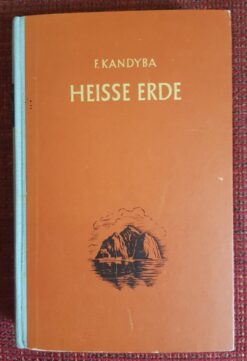 F. KANDYBA
HEISSE ERDE